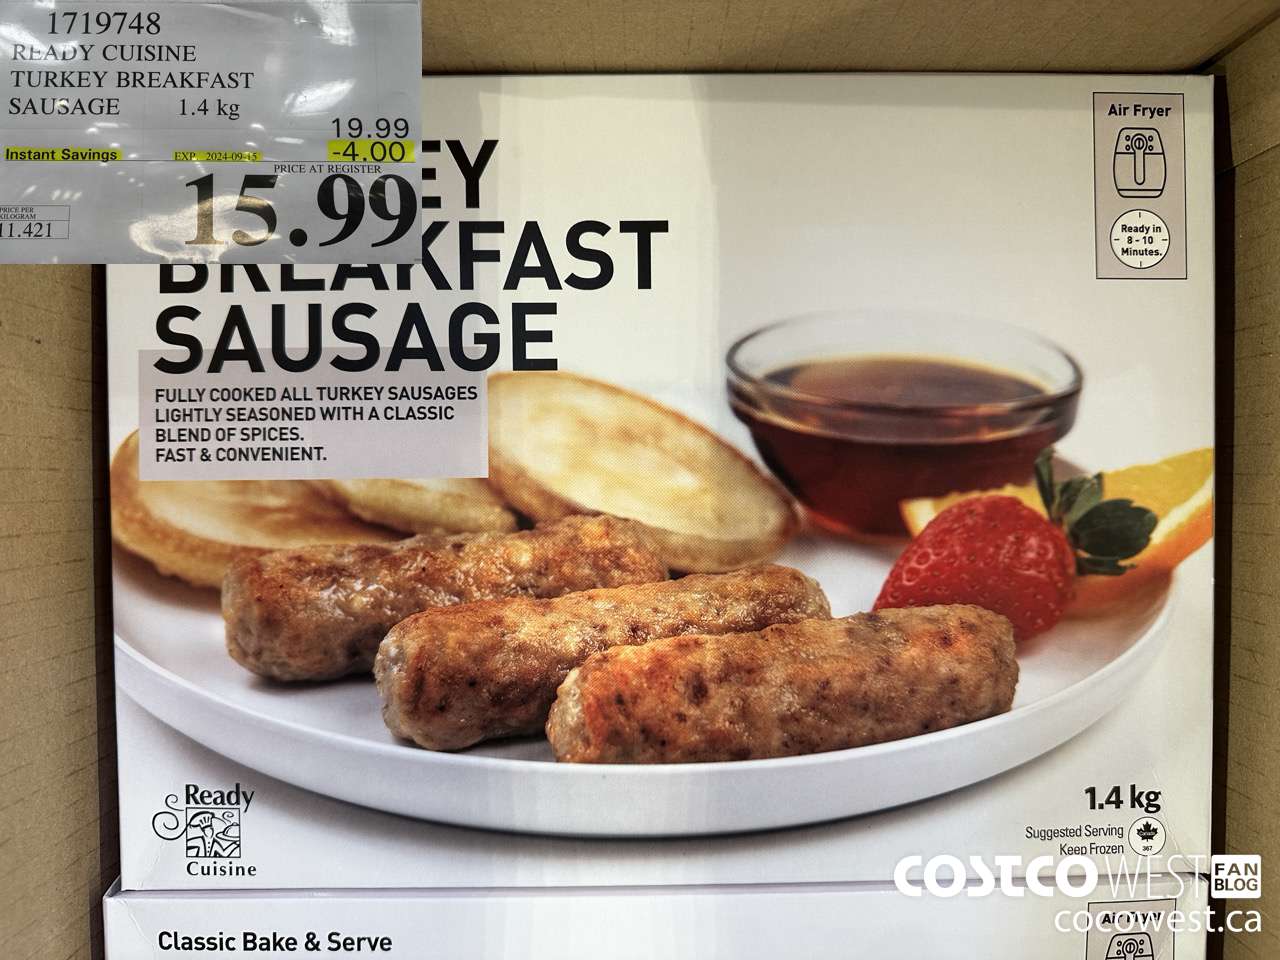 1719748
READY CUISINE
TURKEY BREAKFAST
SAUSAGE 1.4 kg
19.99
Instant Savings EXP. 2024-09-15 -4.00
PRICE AT REGISTER
15.99
PRICE PER
KILOGRAM
11.421
EY
BREAKFAST
SAUSAGE
FULLY COOKED ALL TURKEY SAUSAGES
LIGHTLY SEASONED WITH A CLASSIC
BLEND OF SPICES.
FAST & CONVENIENT.
Air Fryer
Ready in
8 - 10
Minutes.
Ready
Cuisine
1.4 kg
Suggested Serving
Keep Frozen
367
COSTCO WEST FAN BLOG
cocowest.ca
Classic Bake & Serve
Air Fryer